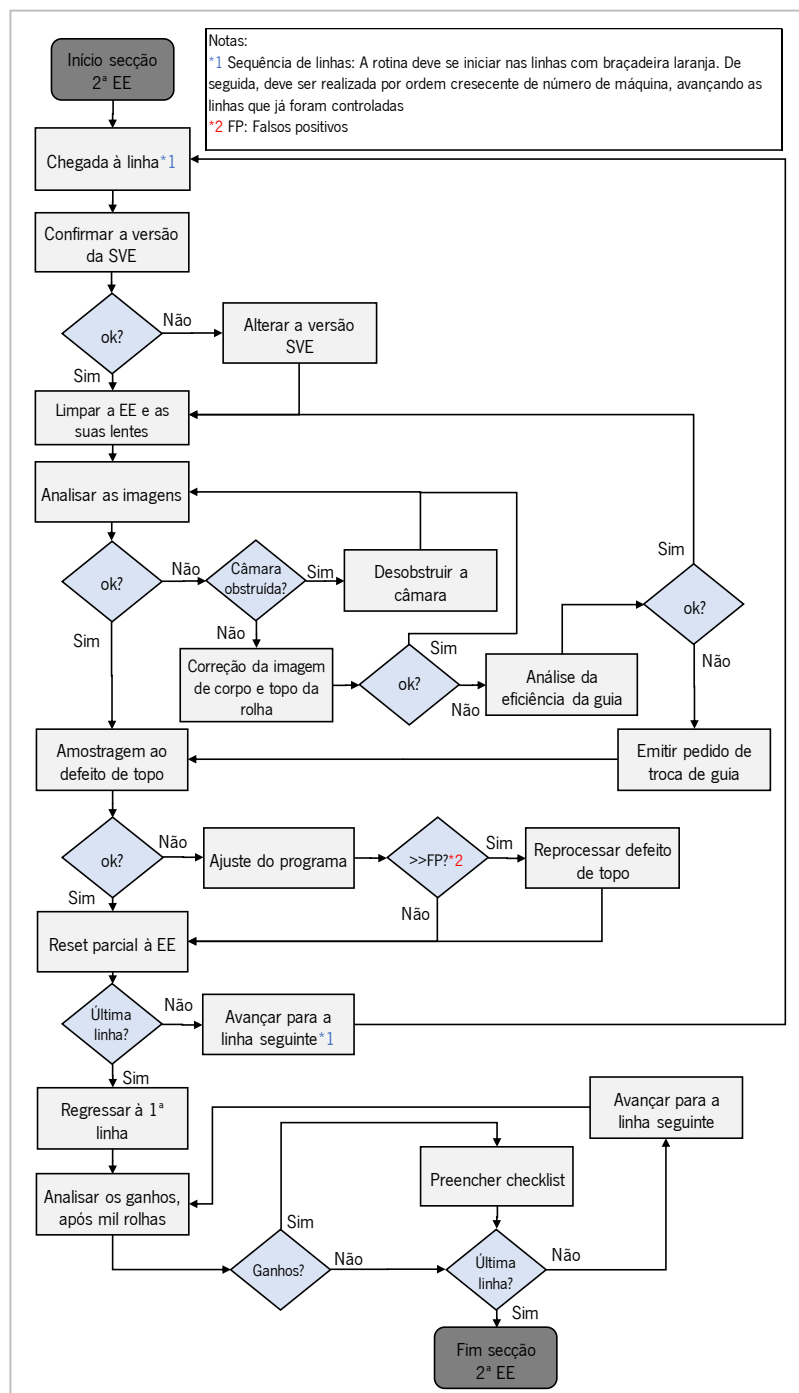 Início secção
2ª EE
Notas:
*1 Sequência de linhas: A rotina deve se iniciar nas linhas com braçadeira laranja. De
seguida, deve ser realizada por ordem cresecente de número de máquina, avançando as
linhas que já foram controladas
*2 FP: Falsos positivos
Chegada à linha*1
Confirmar a versão
da SVE
ok?
Não
Alterar a versão
SVE
Sim
Limpar a EE e as
suas lentes
Analisar as imagens
ok?
Não
Câmara
obstruída?
Sim
Desobstruir a
câmara
Sim
ok?
Sim
Não
Correção da imagem
de corpo e topo da
rolha
Sim
ok?
Não
Análise da
eficiência da guia
Não
Amostragem ao
defeito de topo
Emitir pedido de
troca de guia
ok?
Não
Ajuste do programa
>>FP?*2
Sim
Reprocessar defeito
de topo
Sim
Não
Reset parcial à EE
Última
linha?
Não
Avançar para a
linha seguinte*1
Sim
Regressar à 1ª
linha
Avançar para a
linha seguinte
Preencher checklist
Analisar os ganhos,
após mil rolhas
Sim
Ganhos?
Não
Última
linha?
Não
Sim
Fim secção
2ª EE